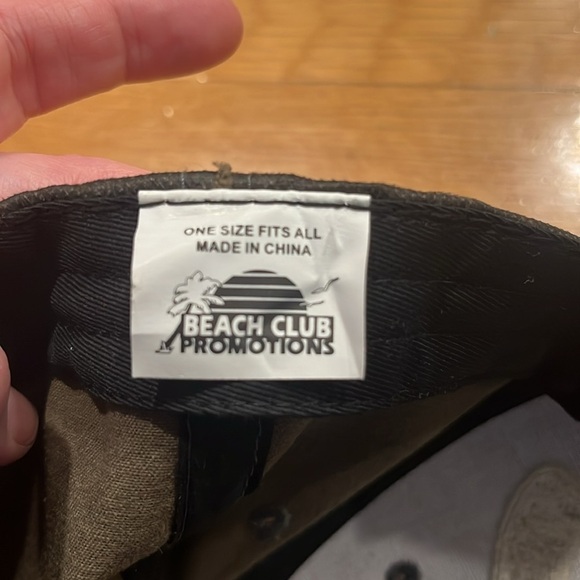 ONE SIZE FITS ALL
MADE IN CHINA
BEACH CLUB
PROMOTIONS